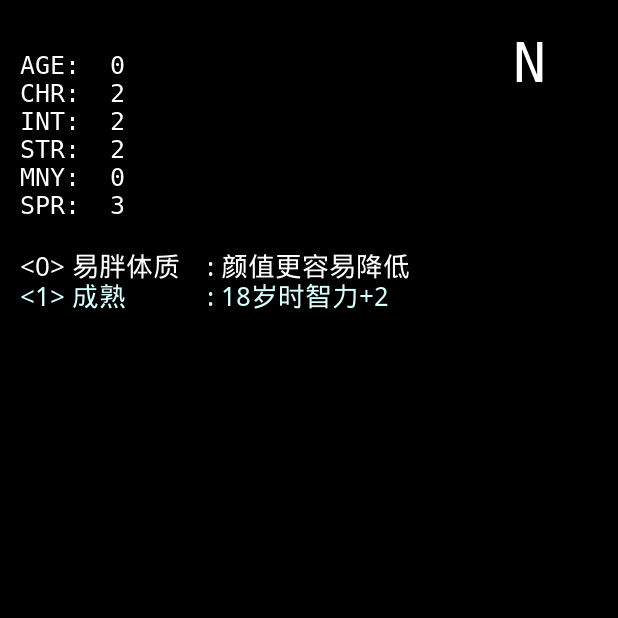 N
AGE: 0
CHR: 2
INT: 2
STR: 2
MNY: 0
SPR: 3
<0> 易胖体质 :颜值更容易降低
<1> 成熟 :18岁时智力+2